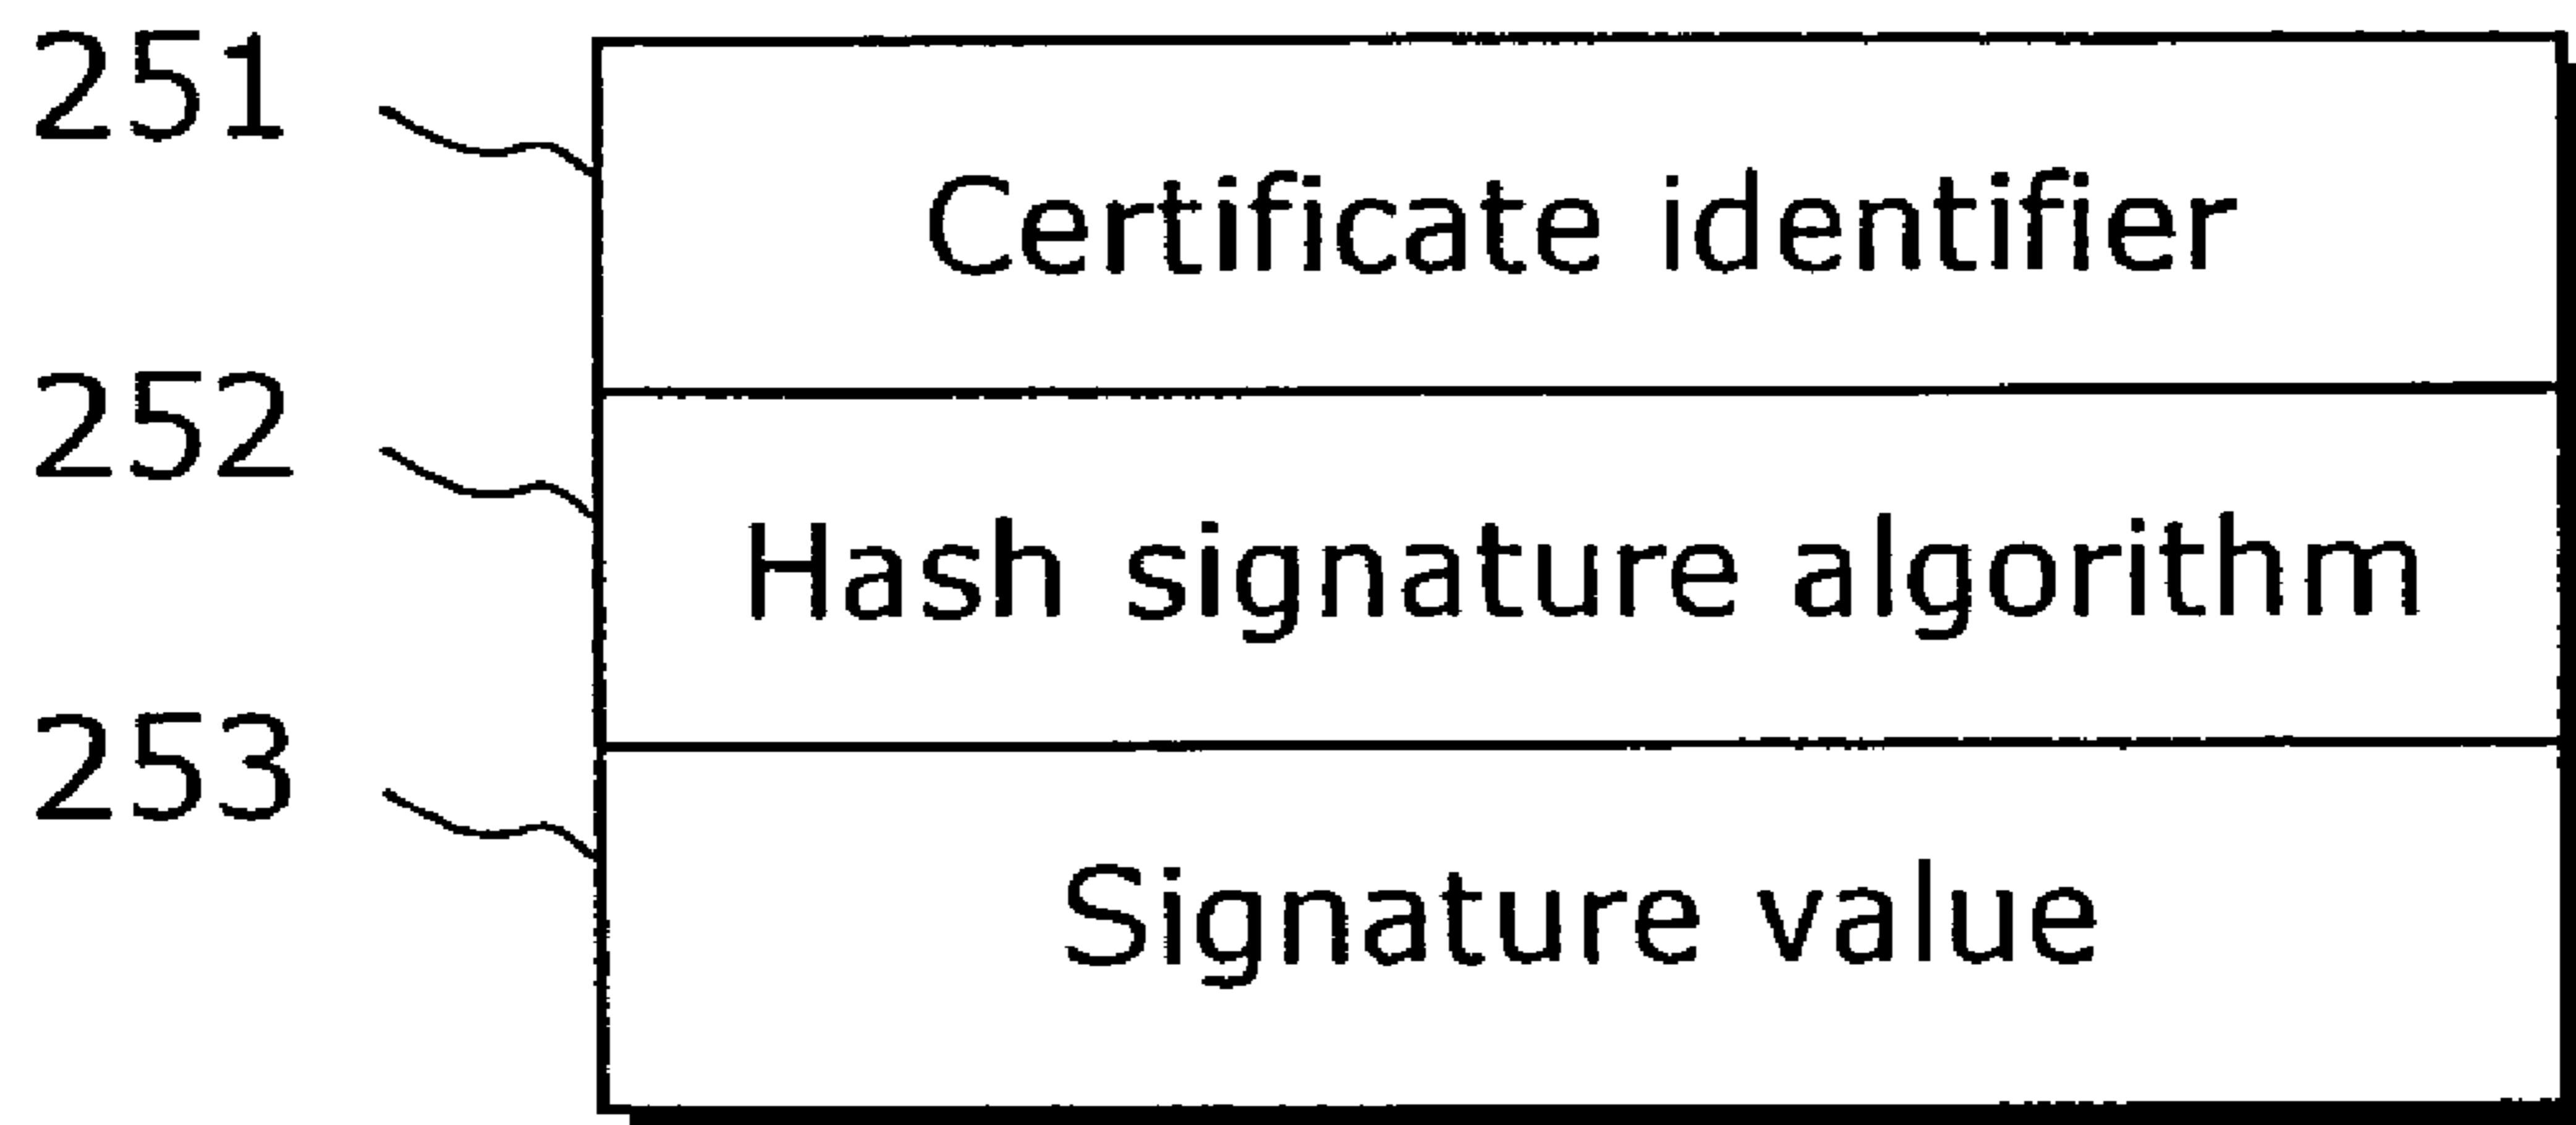 251
Certificate identifier
252
Hash signature algorithm
253
Signature value